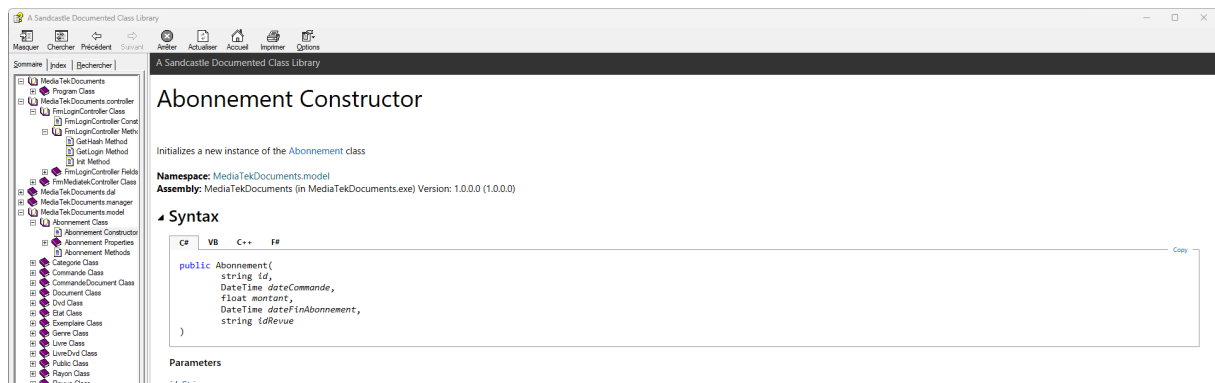 A Sandcastle Documented Class Library
Masquer Chercher Précédent Suivant Arrêter Actualiser Accueil Imprimer Options
Sommaire Index Rechercher
MediaTekDocuments
Program Class
MediaTekDocuments.controller
FrmLoginController Class
FrmLoginController Const
FrmLoginController Metho
GetHash Method
GetLogin Method
Init Method
FrmLoginController Fields
FrmMediatekController Class
MediaTekDocuments.dal
MediaTekDocuments.manager
MediaTekDocuments.model
Abonnement Class
Abonnement Constructor
Abonnement Properties
Abonnement Methods
Categorie Class
Commande Class
CommandeDocument Class
Document Class
Dvd Class
Etat Class
Exemplaire Class
Genre Class
Livre Class
LivreDvd Class
Public Class
Rayon Class
A Sandcastle Documented Class Library
Abonnement Constructor
Initializes a new instance of the Abonnement class
Namespace: MediaTekDocuments.model
Assembly: MediaTekDocuments (in MediaTekDocuments.exe) Version: 1.0.0.0 (1.0.0.0)
Syntax
C# VB C++ F#
Copy
public Abonnement(
string id,
DateTime dateCommande,
float montant,
DateTime dateFinAbonnement,
string idRevue
)
Parameters